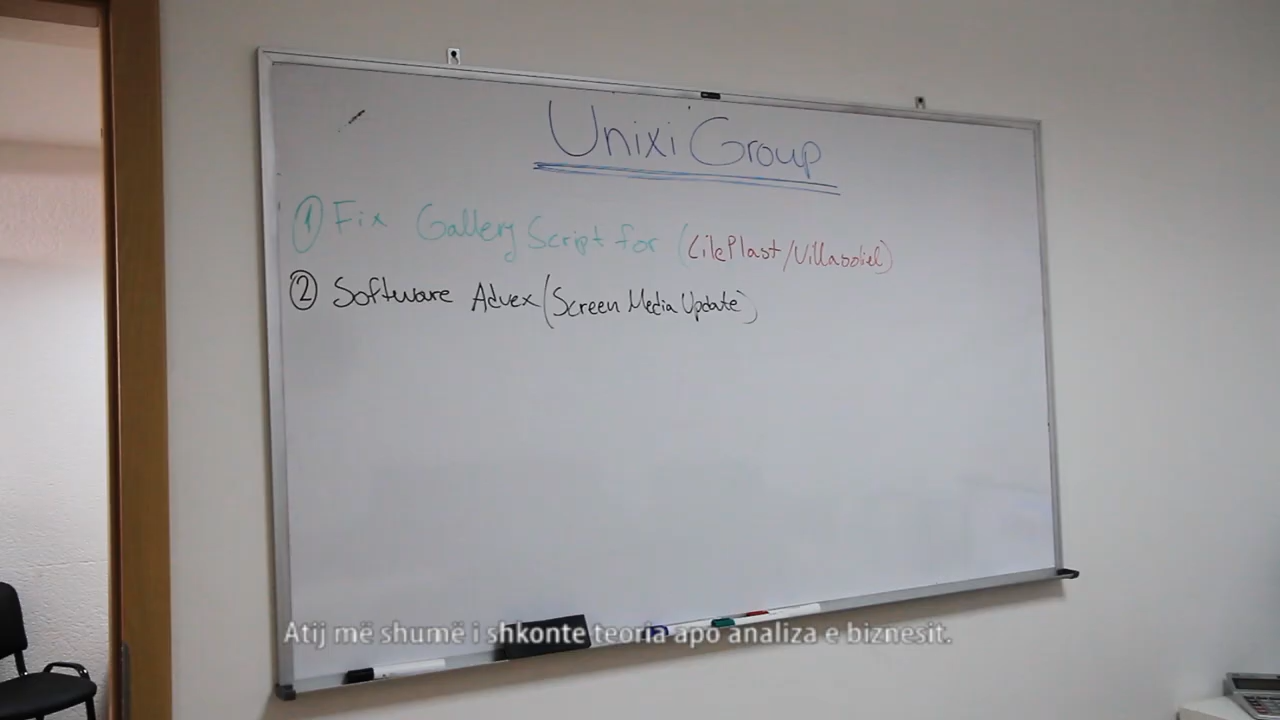 Unixi Group
① Fix Gallery Script for (LilePlast/Villasoliel)
② Software Advex (Screen Media Update)
Atij më shumë i shkonte teoria apo analiza e biznesit.